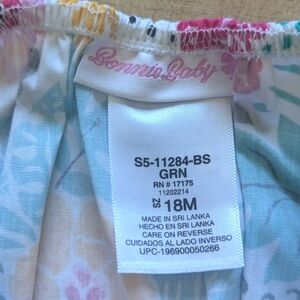 Bonnie Baby
S5-11284-BS
GRN
RN # 17175
11202214
SZ 18M
MADE IN SRI LANKA
HECHO EN SRI LANKA
CARE ON REVERSE
CUIDADOS AL LADO INVERSO
UPC-196900050266